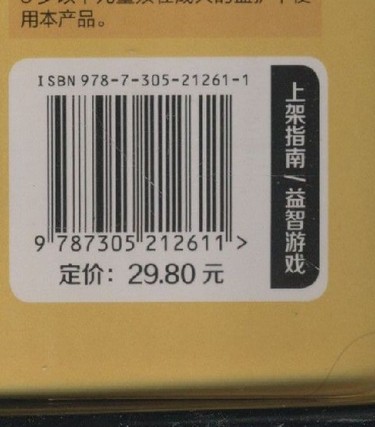 用本产品。
ISBN 978-7-305-21261-1
9 787305 212611 >
定价：29.80 元
上架指南 / 益智游戏